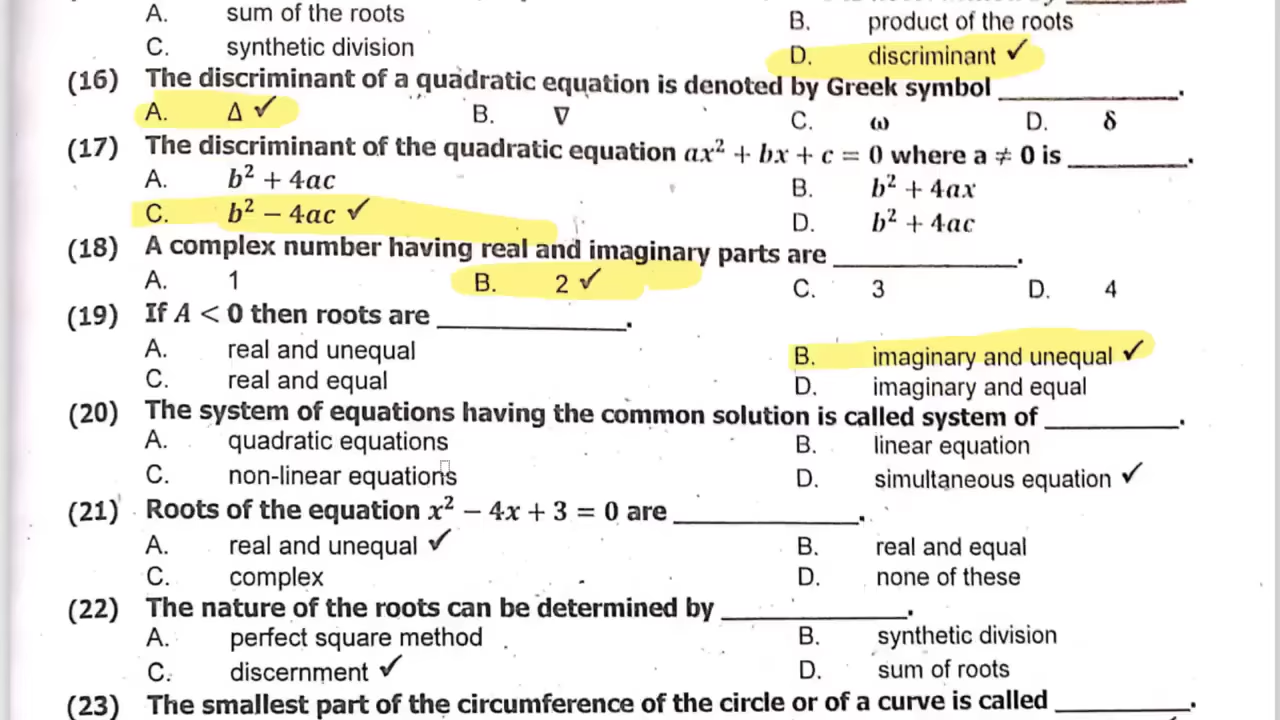 A. sum of the roots B. product of the roots
C. synthetic division D. discriminant ✓
(16) The discriminant of a quadratic equation is denoted by Greek symbol ____________.
A. Δ ✓ B. ∇ C. ω D. δ
(17) The discriminant of the quadratic equation ax² + bx + c = 0 where a ≠ 0 is ____________.
A. b² + 4ac B. b² + 4ax
C. b² − 4ac ✓ D. b² + 4ac
(18) A complex number having real and imaginary parts are ____________.
A. 1 B. 2 ✓ C. 3 D. 4
(19) If A < 0 then roots are ____________.
A. real and unequal B. imaginary and unequal ✓
C. real and equal D. imaginary and equal
(20) The system of equations having the common solution is called system of ____________.
A. quadratic equations B. linear equation
C. non-linear equations D. simultaneous equation ✓
(21) Roots of the equation x² − 4x + 3 = 0 are ____________.
A. real and unequal ✓ B. real and equal
C. complex D. none of these
(22) The nature of the roots can be determined by ____________.
A. perfect square method B. synthetic division
C. discernment ✓ D. sum of roots
(23) The smallest part of the circumference of the circle or of a curve is called ____________.